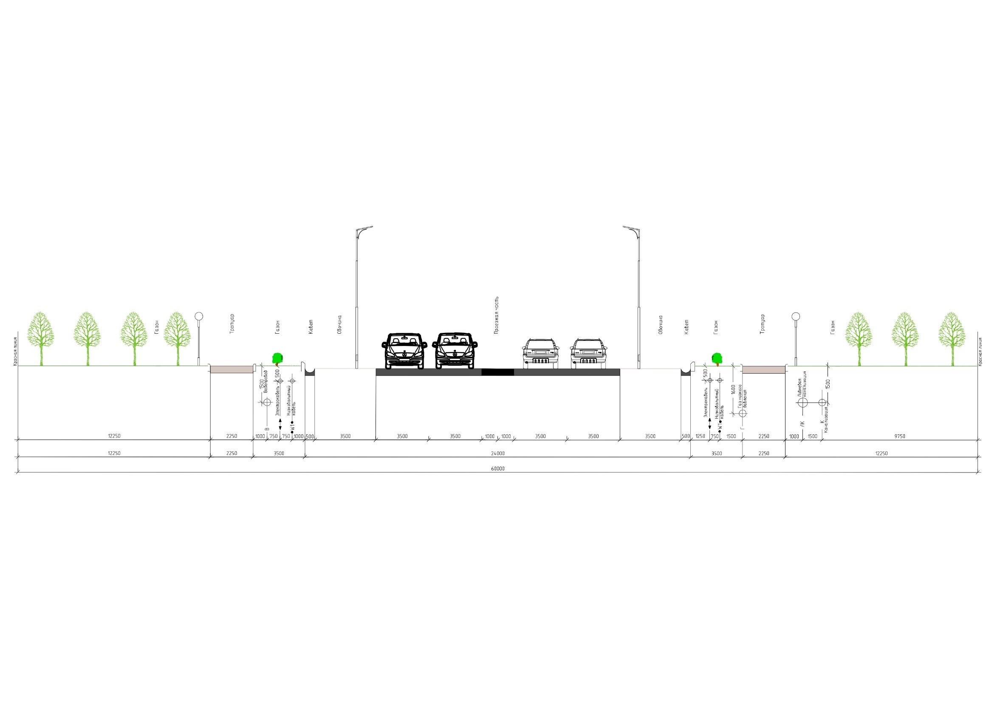 Красная линия
Газон
Тротуар
Газон
Кювет
Обочина
Проезжая часть
Обочина
Кювет
Газон
Тротуар
Газон
Красная линия
1500
Водопровод
500
Электрокабель
Низковольтный
кабель
В
W1
500
Электрокабель
Низковольтный
кабель
W1
1600
Газ низкого
давления
Г
Ливневая
канализация
ЛК
К
Канализация
1500
12250 2250 1000 750 750 1000 500 3500 3500 3500 1000 1000 3500 3500 3500 500 1250 750 1500 2250 1000 1500 9750
12250 2250 3500 24000 3500 2250 12250
60000